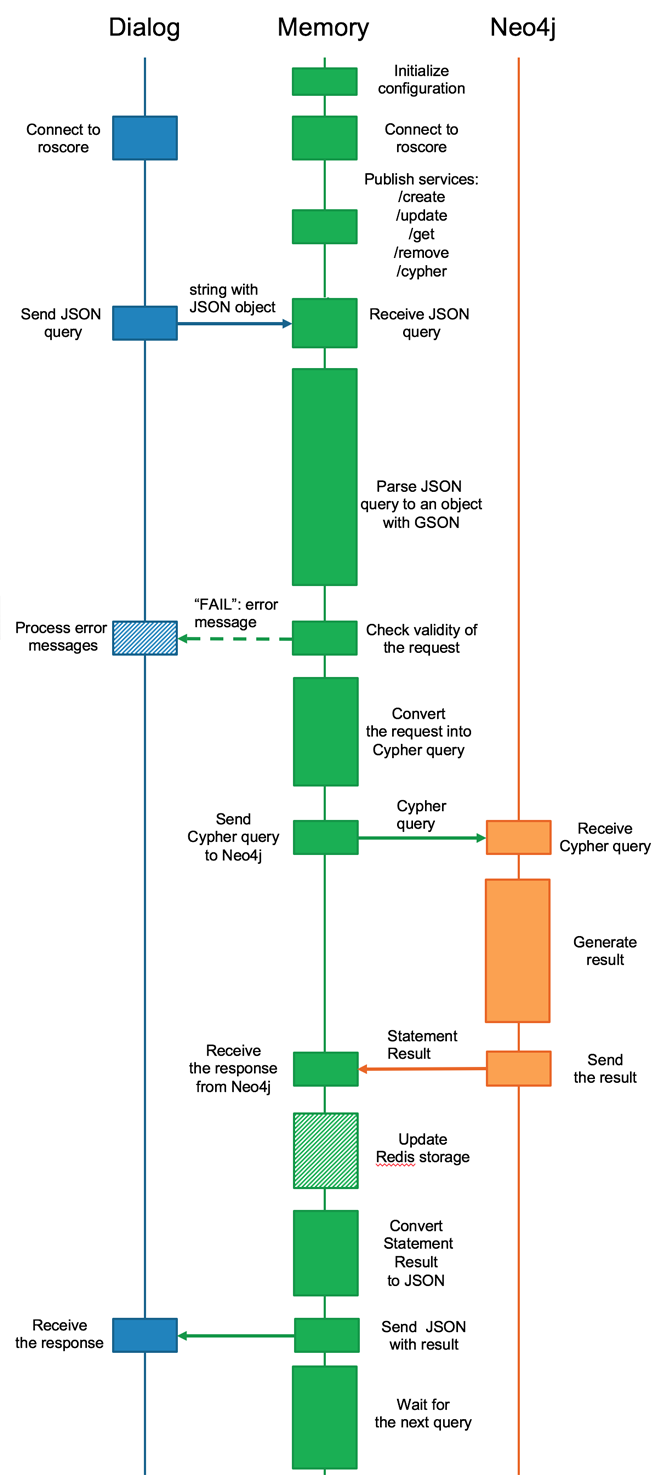 Dialog
Memory
Neo4j
Initialize
configuration
Connect to
roscore
Connect to
roscore
Publish services:
/create
/update
/get
/remove
/cypher
string with
JSON object
Send JSON
query
Receive JSON
query
Parse JSON
query to an object
with GSON
“FAIL”: error
message
Process error
messages
Check validity of
the request
Convert
the request into
Cypher query
Send
Cypher query
to Neo4j
Cypher
query
Receive
Cypher query
Generate
result
Receive
the response
from Neo4j
Statement
Result
Send
the result
Update
Redis storage
Convert
Statement
Result
to JSON
Receive
the response
Send JSON
with result
Wait for
the next query